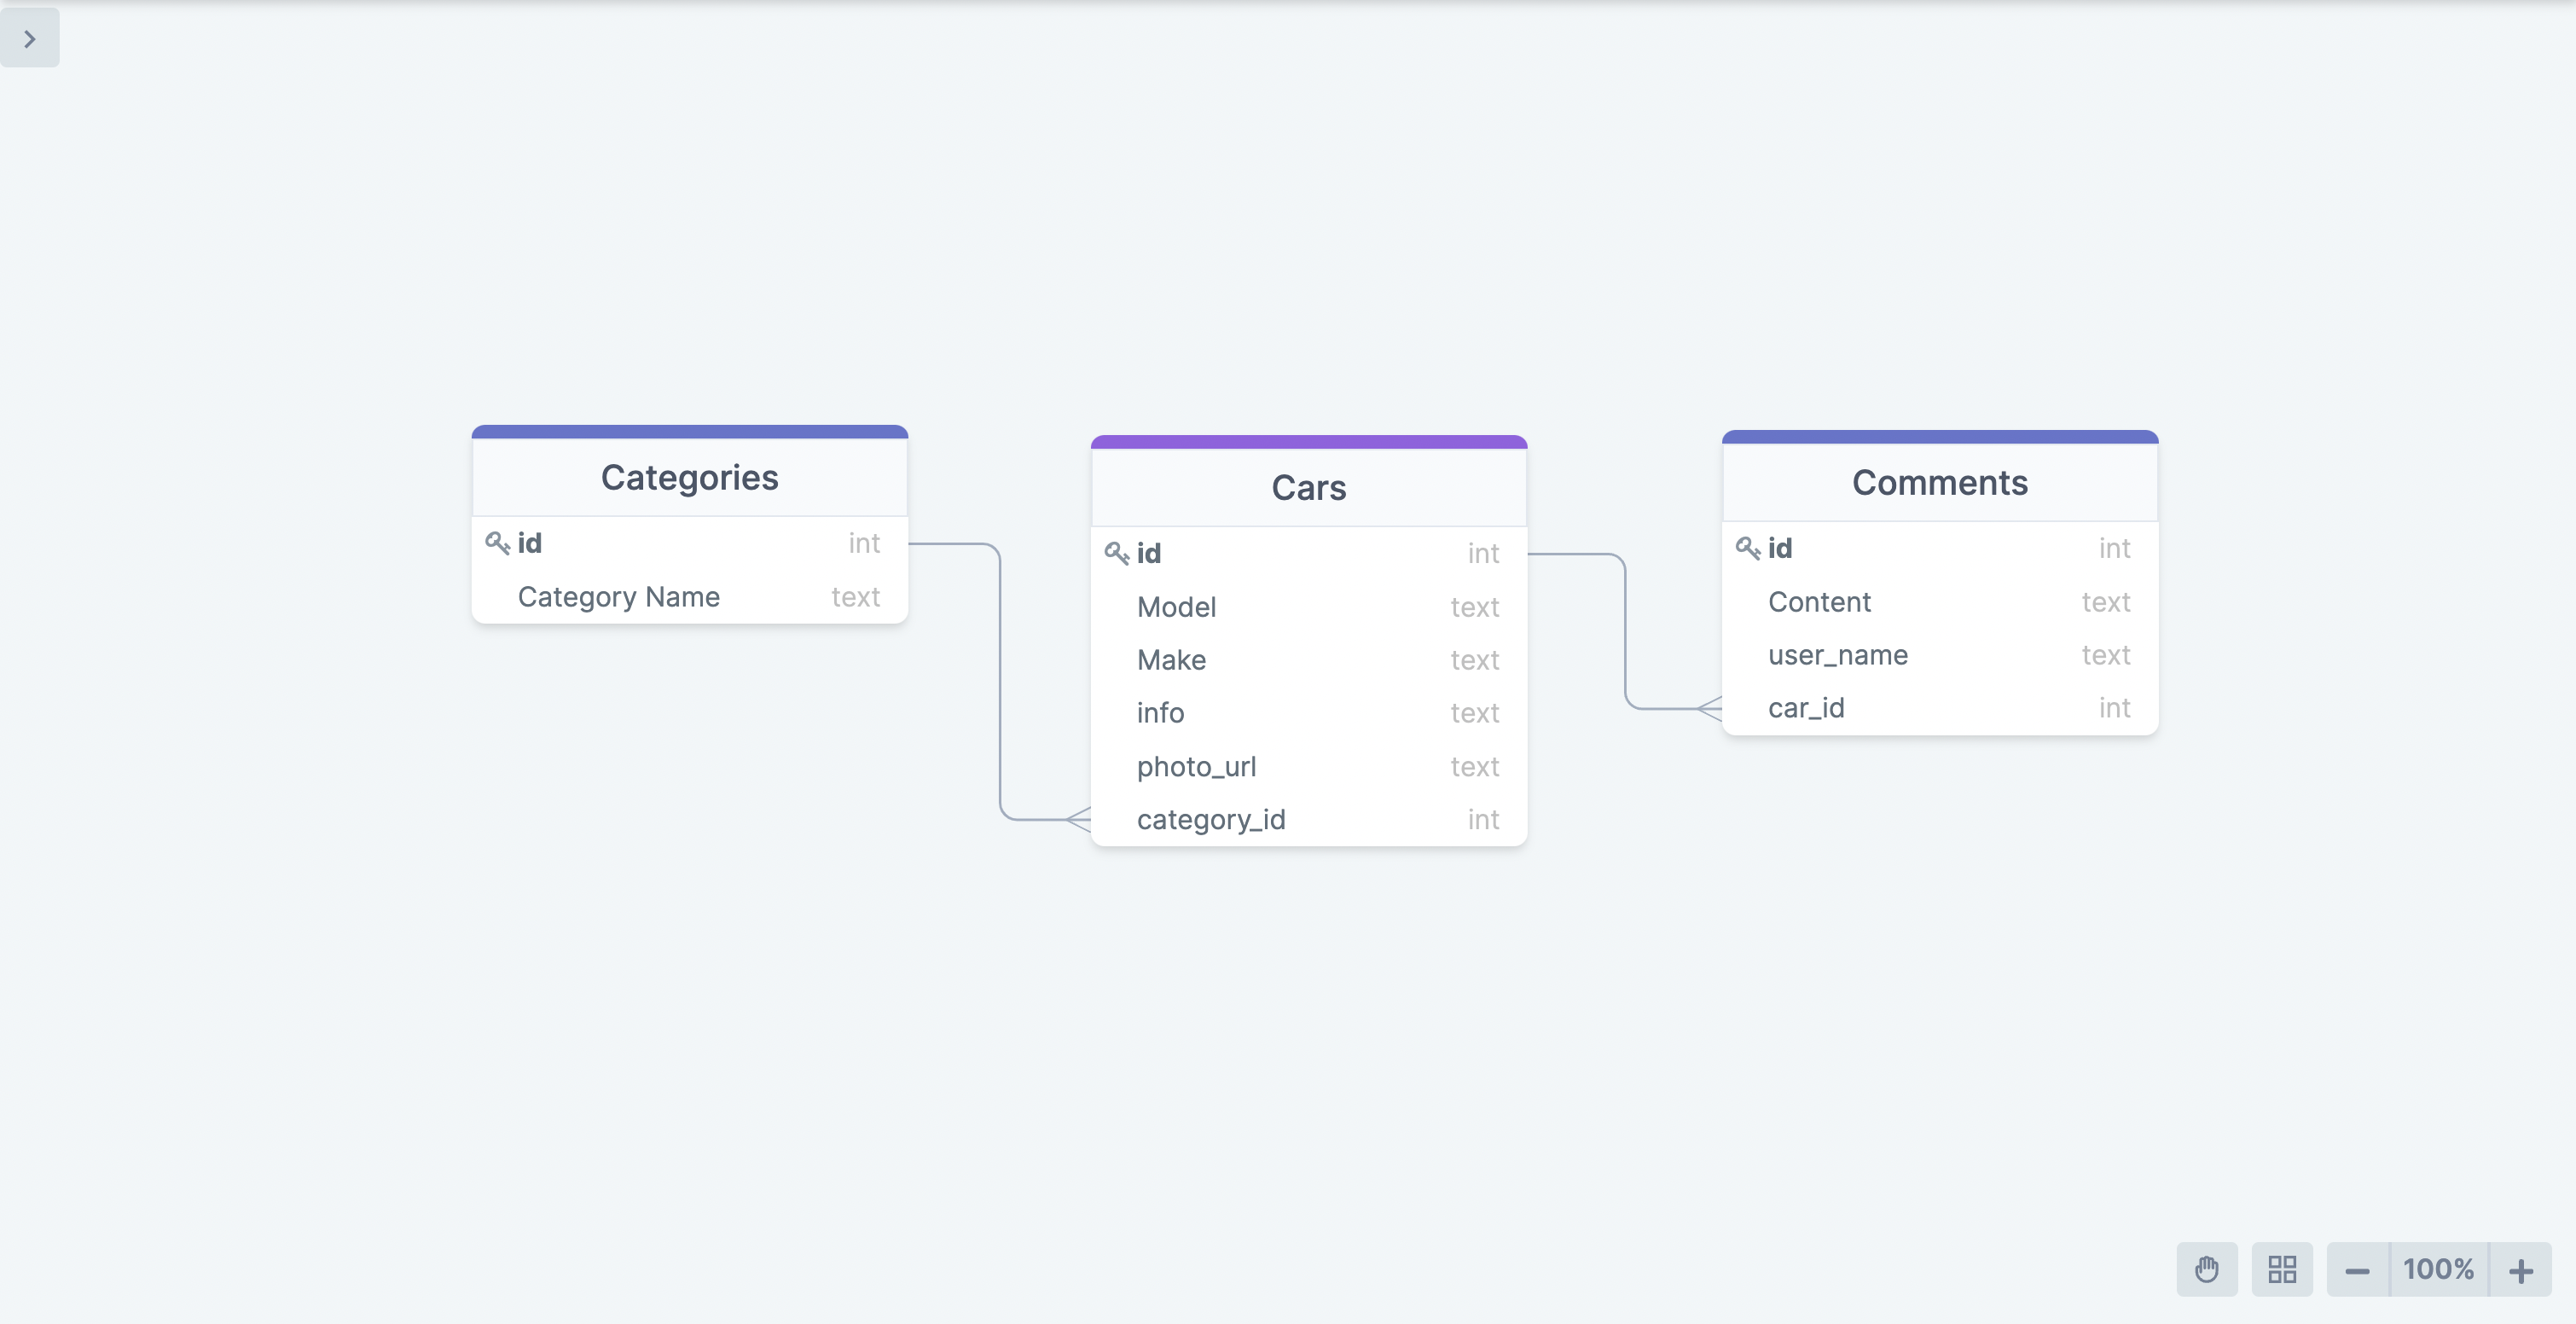 Categories
id int
Category Name text
Cars
id int
Model text
Make text
info text
photo_url text
category_id int
Comments
id int
Content text
user_name text
car_id int
100%